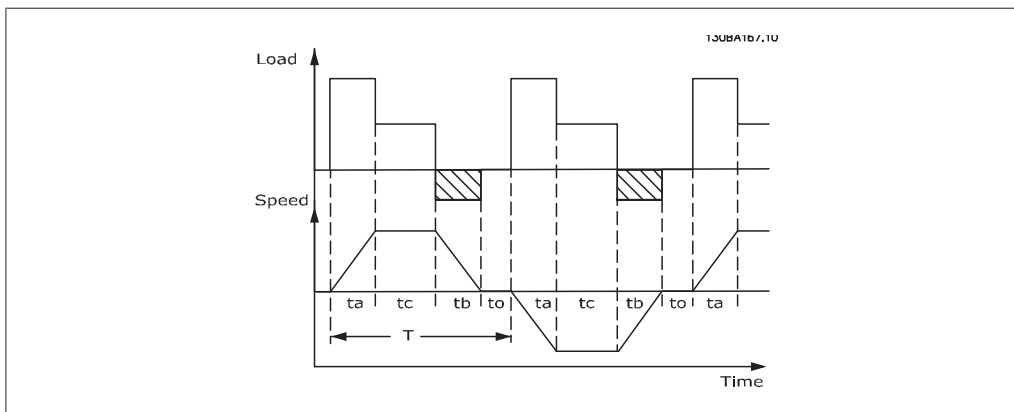 130BA167.10
Load
Speed
ta tc tb to ta tc tb to ta
T
Time